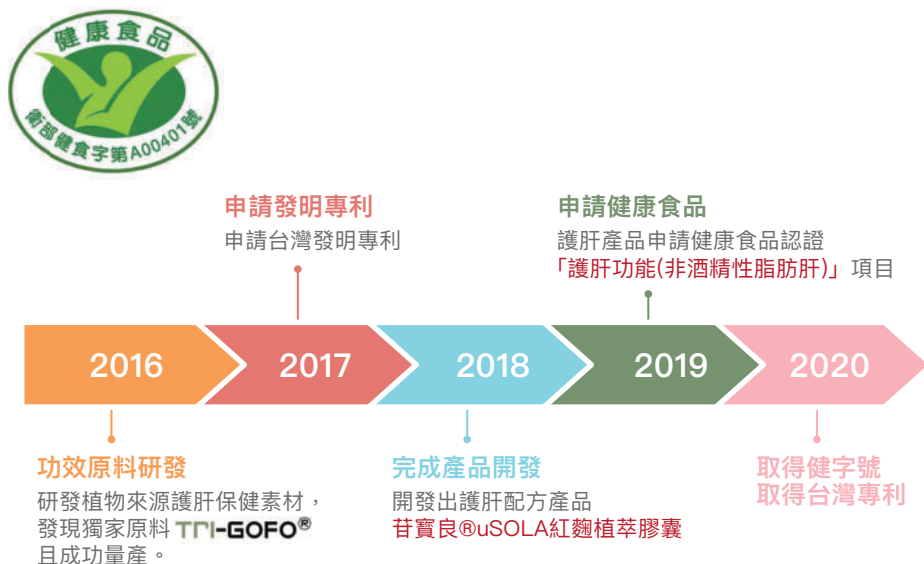 健康食品
衛部健食字第A00401號
申請發明專利
申請台灣發明專利
申請健康食品
護肝產品申請健康食品認證
「護肝功能(非酒精性脂肪肝)」項目
2016
2017
2018
2019
2020
功效原料研發
研發植物來源護肝保健素材，
發現獨家原料 TRI-GOFO®
且成功量產。
完成產品開發
開發出護肝配方產品
苷寶良®uSOLA紅麴植萃膠囊
取得健字號
取得台灣專利